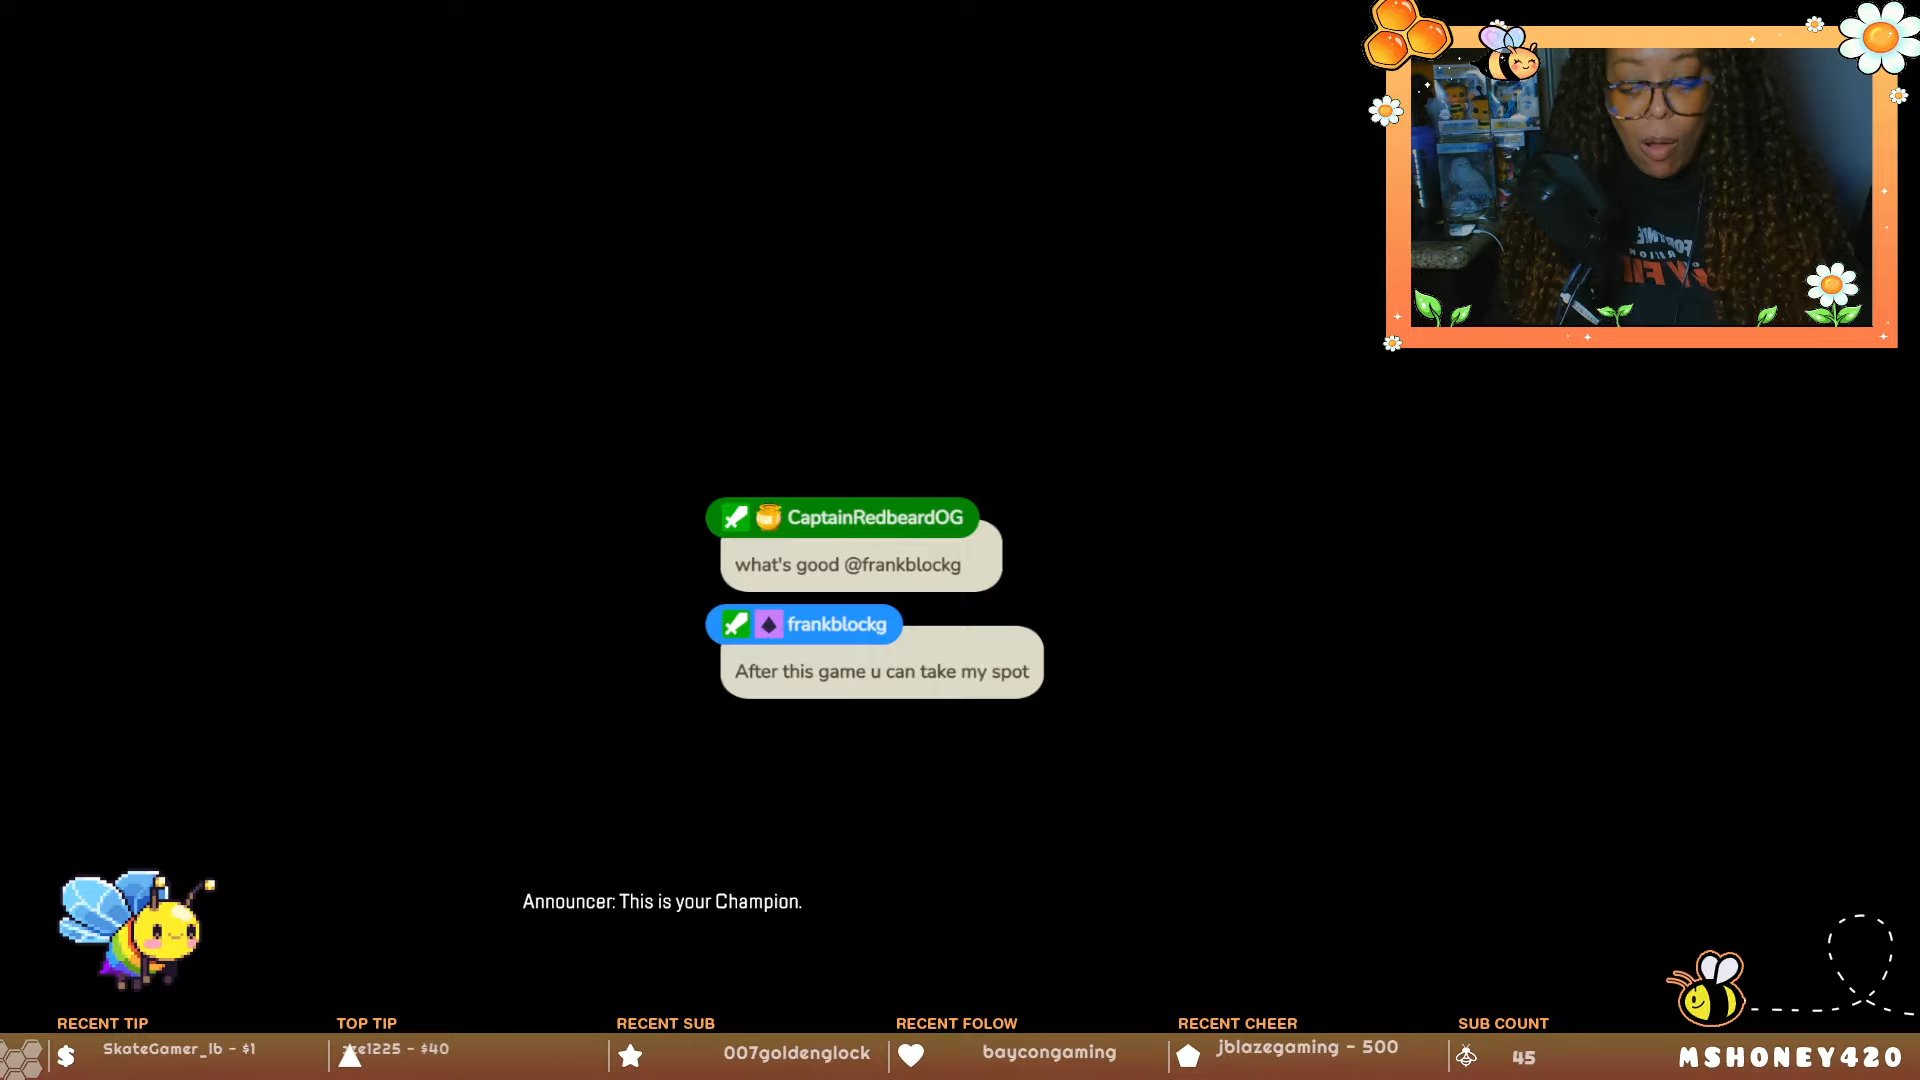 CaptainRedbeardOG
what's good @frankblockg
frankblockg
After this game u can take my spot
Announcer: This is your Champion.
RECENT TIP
SkateGamer_lb - $1
TOP TIP
- $40
RECENT SUB
007goldenglock
RECENT FOLOW
baycongaming
RECENT CHEER
jblazegaming - 500
SUB COUNT
45
MSHONEY420